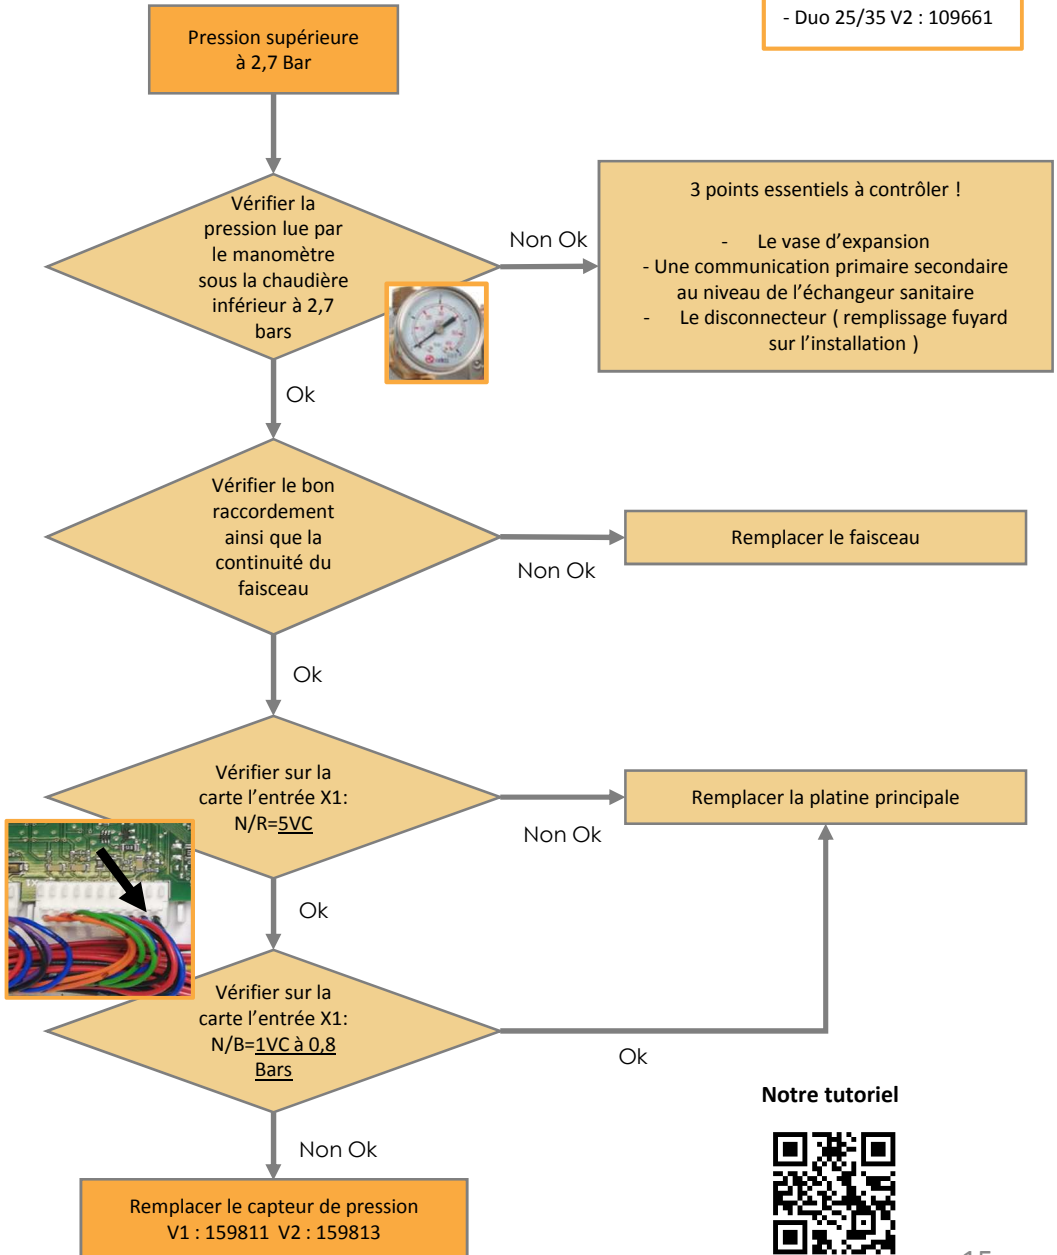 - Duo 25/35 V2 : 109661
Pression supérieure
à 2,7 Bar
Vérifier la
pression lue par
le manomètre
sous la chaudière
inférieur à 2,7
bars
Non Ok
3 points essentiels à contrôler !
- Le vase d’expansion
- Une communication primaire secondaire
au niveau de l’échangeur sanitaire
- Le disconnecteur ( remplissage fuyard
sur l’installation )
Ok
Vérifier le bon
raccordement
ainsi que la
continuité du
faisceau
Non Ok
Remplacer le faisceau
Ok
Vérifier sur la
carte l’entrée X1:
N/R=5VC
Non Ok
Remplacer la platine principale
Ok
Vérifier sur la
carte l’entrée X1:
N/B=1VC à 0,8
Bars
Ok
Non Ok
Remplacer le capteur de pression
V1 : 159811 V2 : 159813
Notre tutoriel